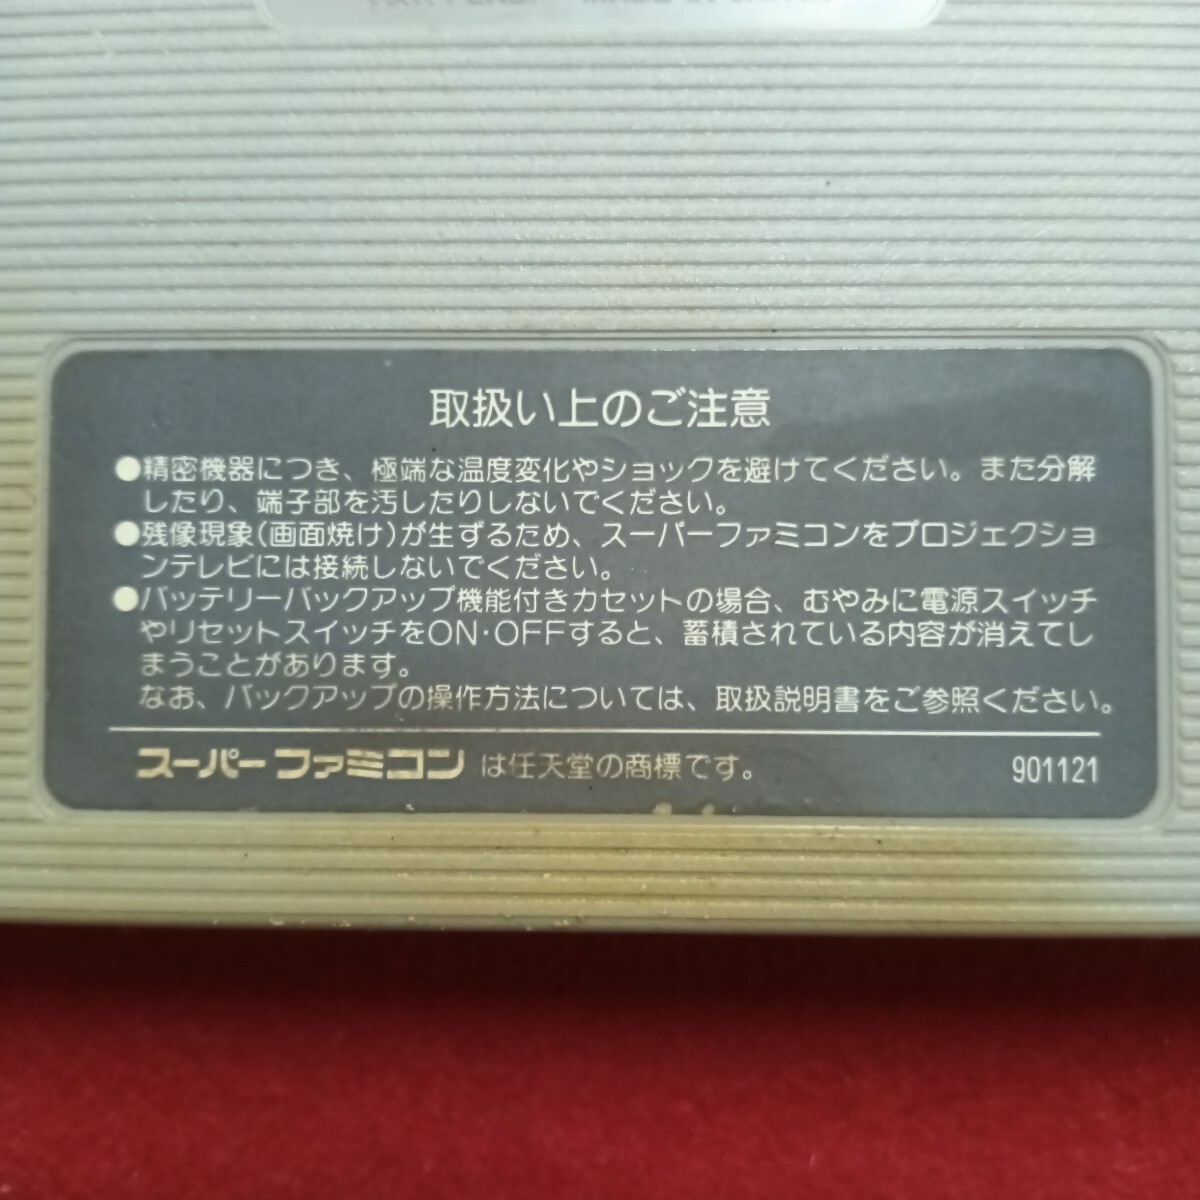 取扱い上のご注意
●精密機器につき、極端な温度変化やショックを避けてください。また分解
したり、端子部を汚したりしないでください。
●残像現象(画面焼け)が生ずるため、スーパーファミコンをプロジェクショ
ンテレビには接続しないでください。
●バッテリーバックアップ機能付きカセットの場合、むやみに電源スイッチ
やリセットスイッチをON・OFFすると、蓄積されている内容が消えてし
まうことがあります。
なお、バックアップの操作方法については、取扱説明書をご参照ください。
スーパーファミコン は任天堂の商標です。 901121